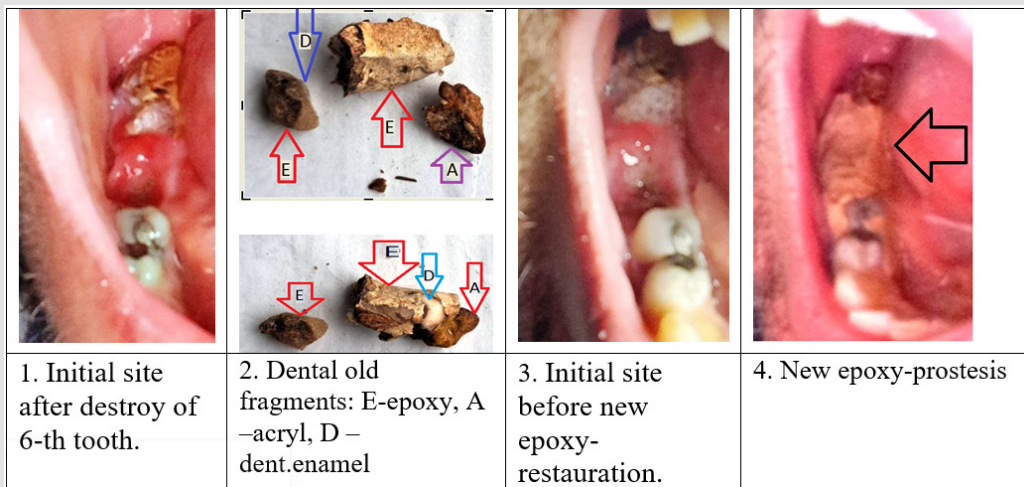 D
E
E
A
E
D
E
A
1. Initial site
after destroy of
6-th tooth.
2. Dental old
fragments: E-epoxy, A
–acryl, D –
dent.enamel
3. Initial site
before new
epoxy-
restauration.
4. New epoxy-prostesis